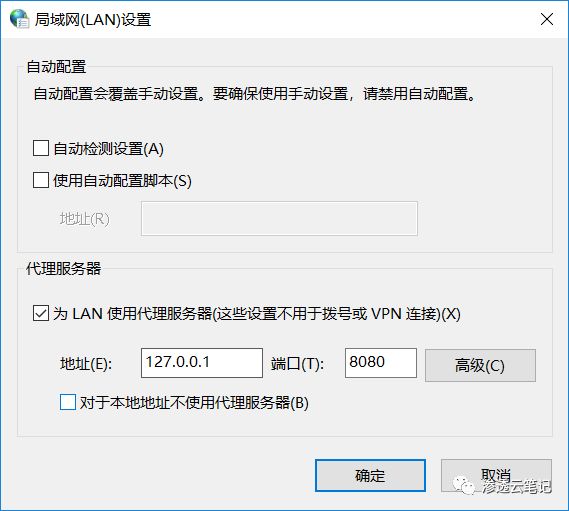 局域网(LAN)设置
自动配置
自动配置会覆盖手动设置。要确保使用手动设置，请禁用自动配置。
自动检测设置(A)
使用自动配置脚本(S)
地址(R)
代理服务器
为 LAN 使用代理服务器(这些设置不用于拨号或 VPN 连接)(X)
地址(E): 127.0.0.1 端口(T): 8080 高级(C)
对于本地地址不使用代理服务器(B)
确定 取消
渗透云笔记